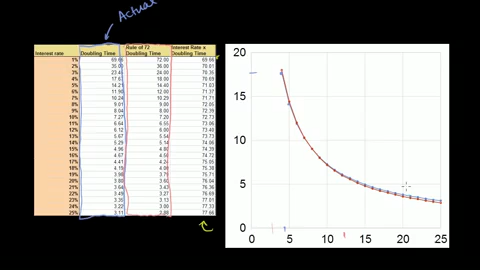 Actual
Rule of 72 Interest Rate x
Interest rate Doubling Time Doubling Time Doubling Time
1% 69.66 72.00 69.66
2% 35.00 36.00 70.01
3% 23.45 24.00 70.35
4% 17.67 18.00 70.69
5% 14.21 14.40 71.03
6% 11.90 12.00 71.37
7% 10.24 10.29 71.71
8% 9.01 9.00 72.05
9% 8.04 8.00 72.39
10% 7.27 7.20 72.73
11% 6.64 6.55 73.06
12% 6.12 6.00 73.40
13% 5.67 5.54 73.73
14% 5.29 5.14 74.06
15% 4.96 4.80 74.39
16% 4.67 4.50 74.72
17% 4.41 4.24 75.05
18% 4.19 4.00 75.38
19% 3.98 3.79 75.71
20% 3.80 3.60 76.04
21% 3.64 3.43 76.36
22% 3.49 3.27 76.69
23% 3.35 3.13 77.01
24% 3.22 3.00 77.33
25% 3.11 2.88 77.66
20
15
10
5
0
0 5 10 15 20 25